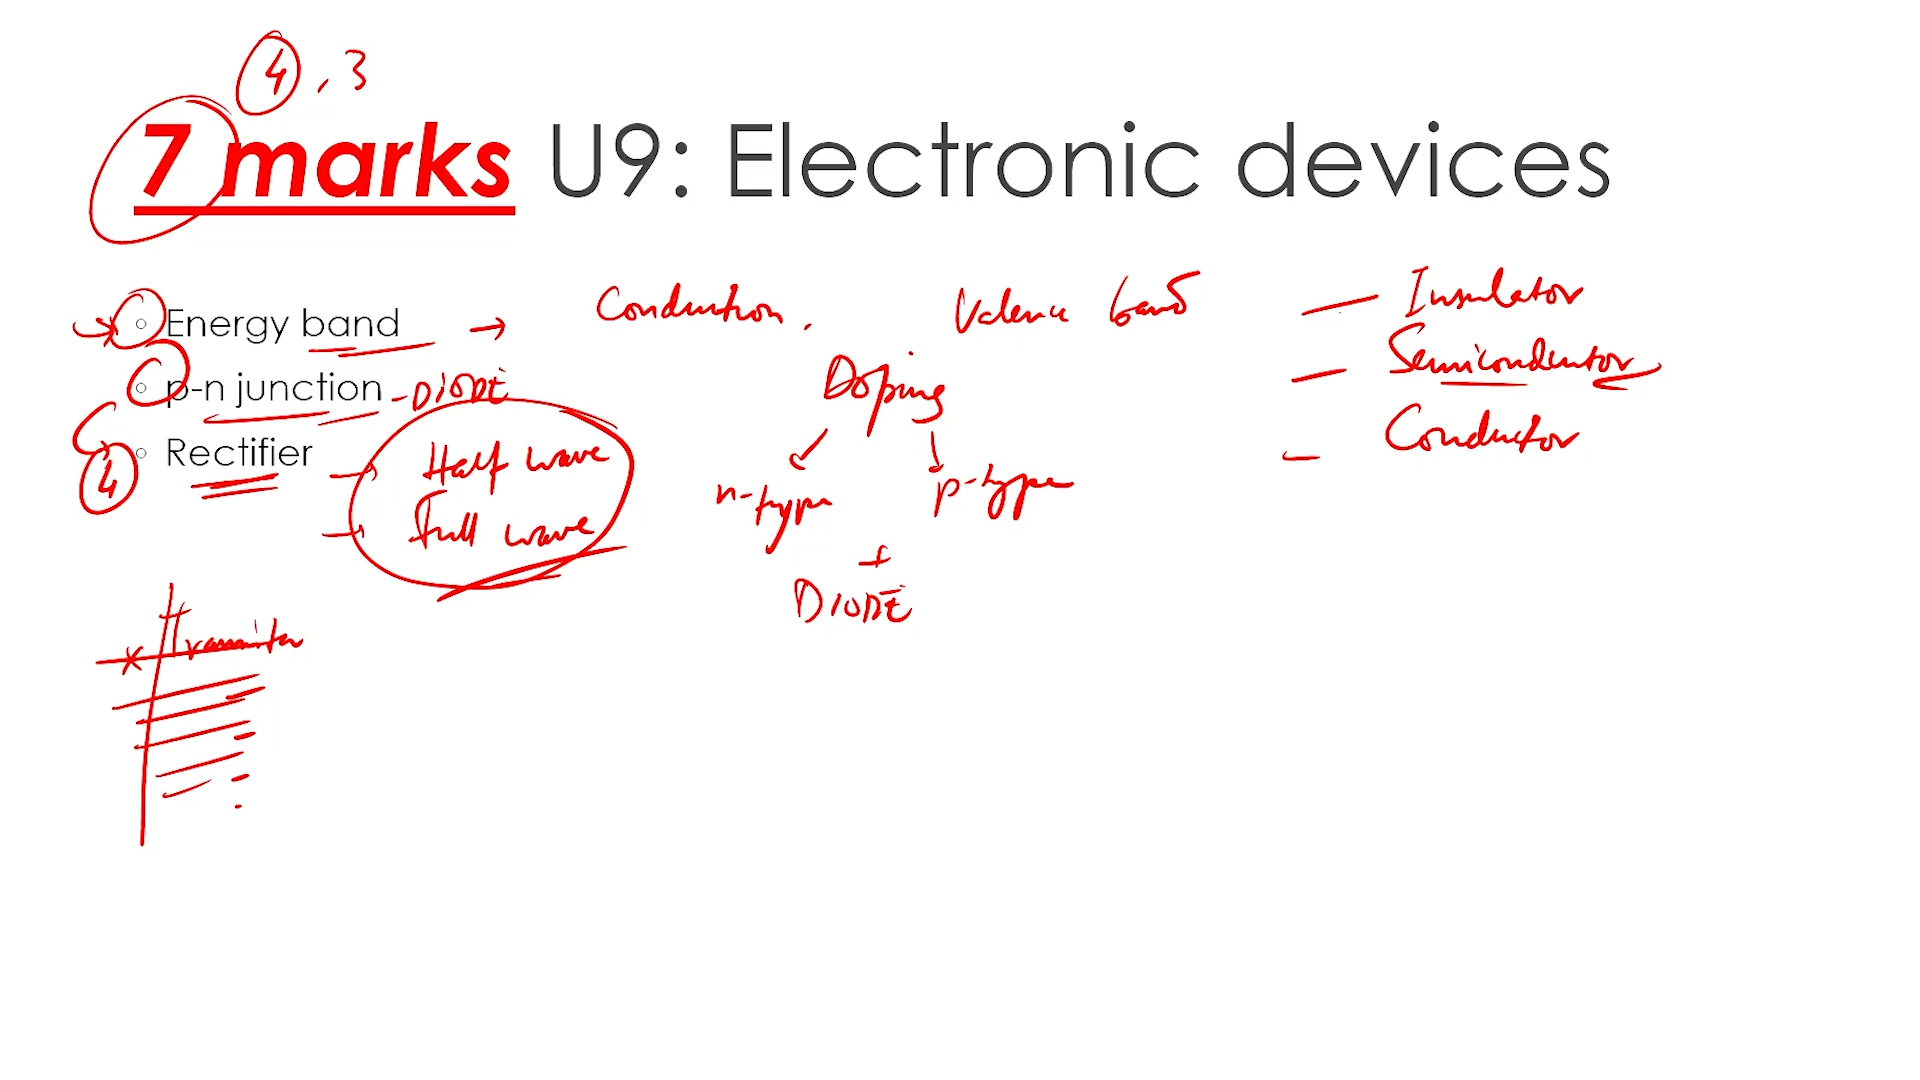 4, 3
7 marks U9: Electronic devices
Energy band → Conduction, Valence band — Insulator
p-n junction - DIODE Doping — Semiconductor
Rectifier → Half wave — Conductor
4
→ Full wave
n-type p-type
+
DIODE
x